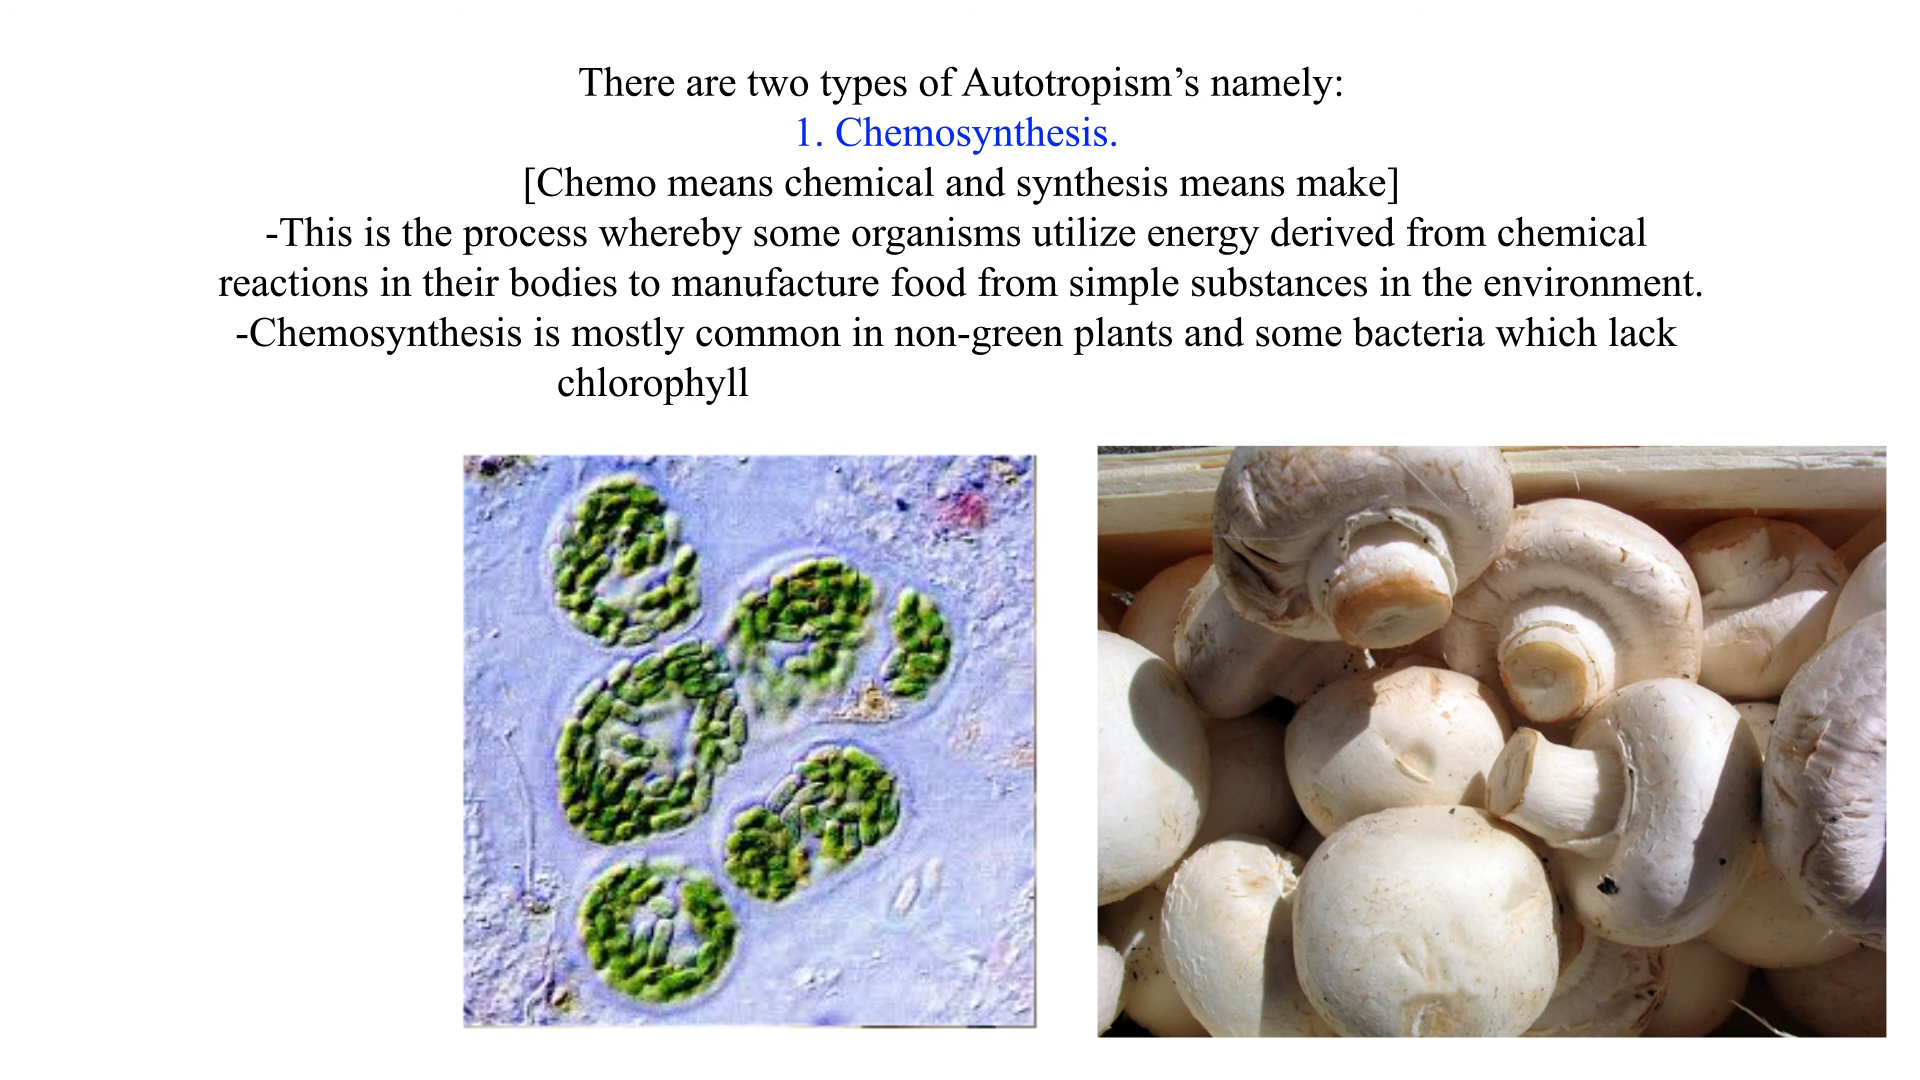 There are two types of Autotropism’s namely:
1. Chemosynthesis.
[Chemo means chemical and synthesis means make]
-This is the process whereby some organisms utilize energy derived from chemical
reactions in their bodies to manufacture food from simple substances in the environment.
-Chemosynthesis is mostly common in non-green plants and some bacteria which lack
chlorophyll